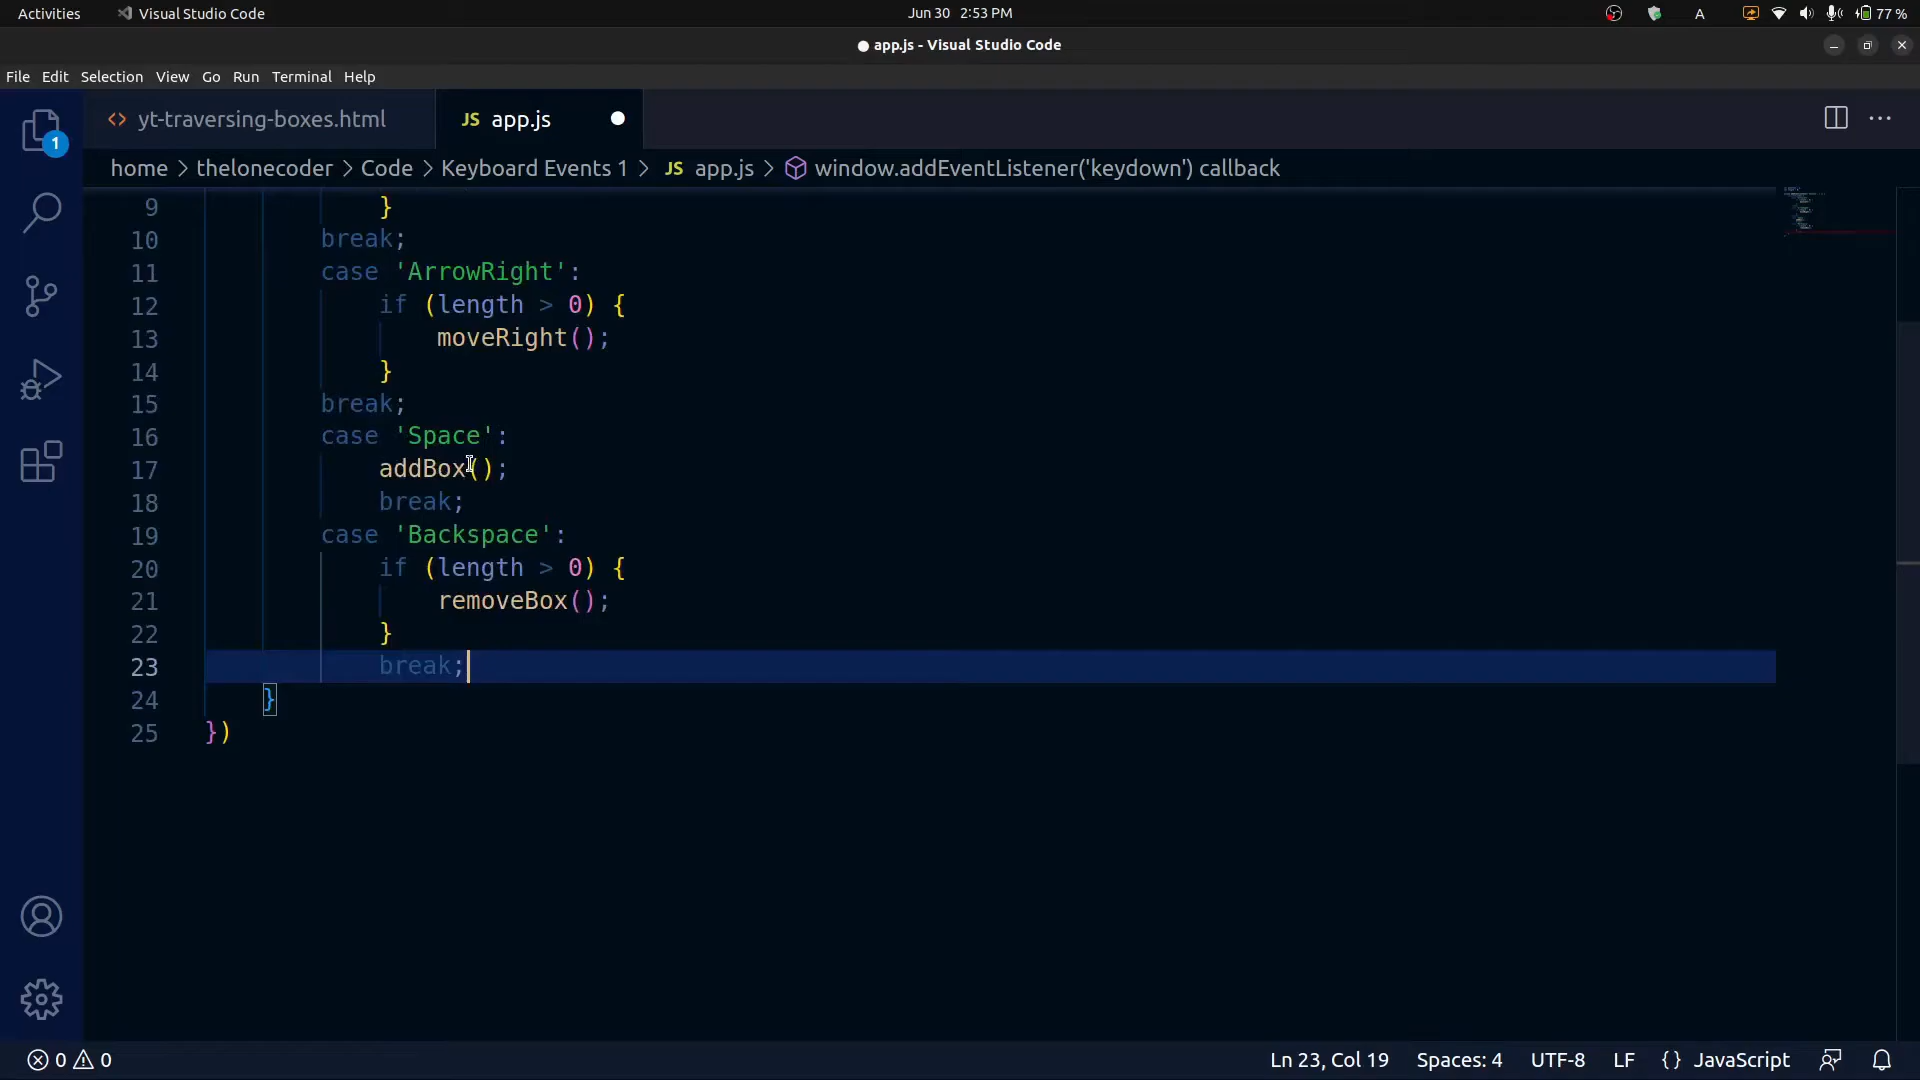 Activities Visual Studio Code Jun 30 2:53 PM A 77 %
app.js - Visual Studio Code
File Edit Selection View Go Run Terminal Help
1
<> yt-traversing-boxes.html JS app.js
home > thelonecoder > Code > Keyboard Events 1 > JS app.js > window.addEventListener('keydown') callback
9 }
10 break;
11 case 'ArrowRight':
12 if (length > 0) {
13 moveRight();
14 }
15 break;
16 case 'Space':
17 addBox();
18 break;
19 case 'Backspace':
20 if (length > 0) {
21 removeBox();
22 }
23 break;
24 }
25 })
0 0 Ln 23, Col 19 Spaces: 4 UTF-8 LF {} JavaScript